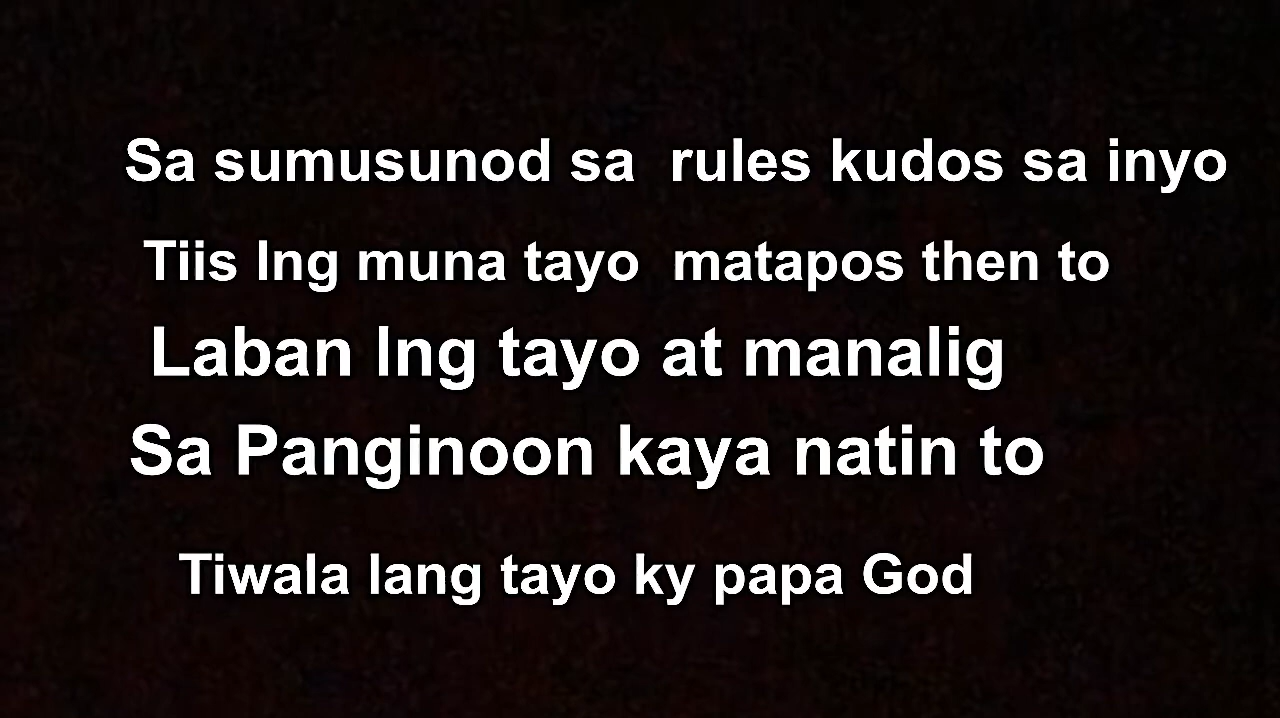 Sa sumusunod sa rules kudos sa inyo
Tiis lng muna tayo matapos then to
Laban lng tayo at manalig
Sa Panginoon kaya natin to
Tiwala lang tayo ky papa God